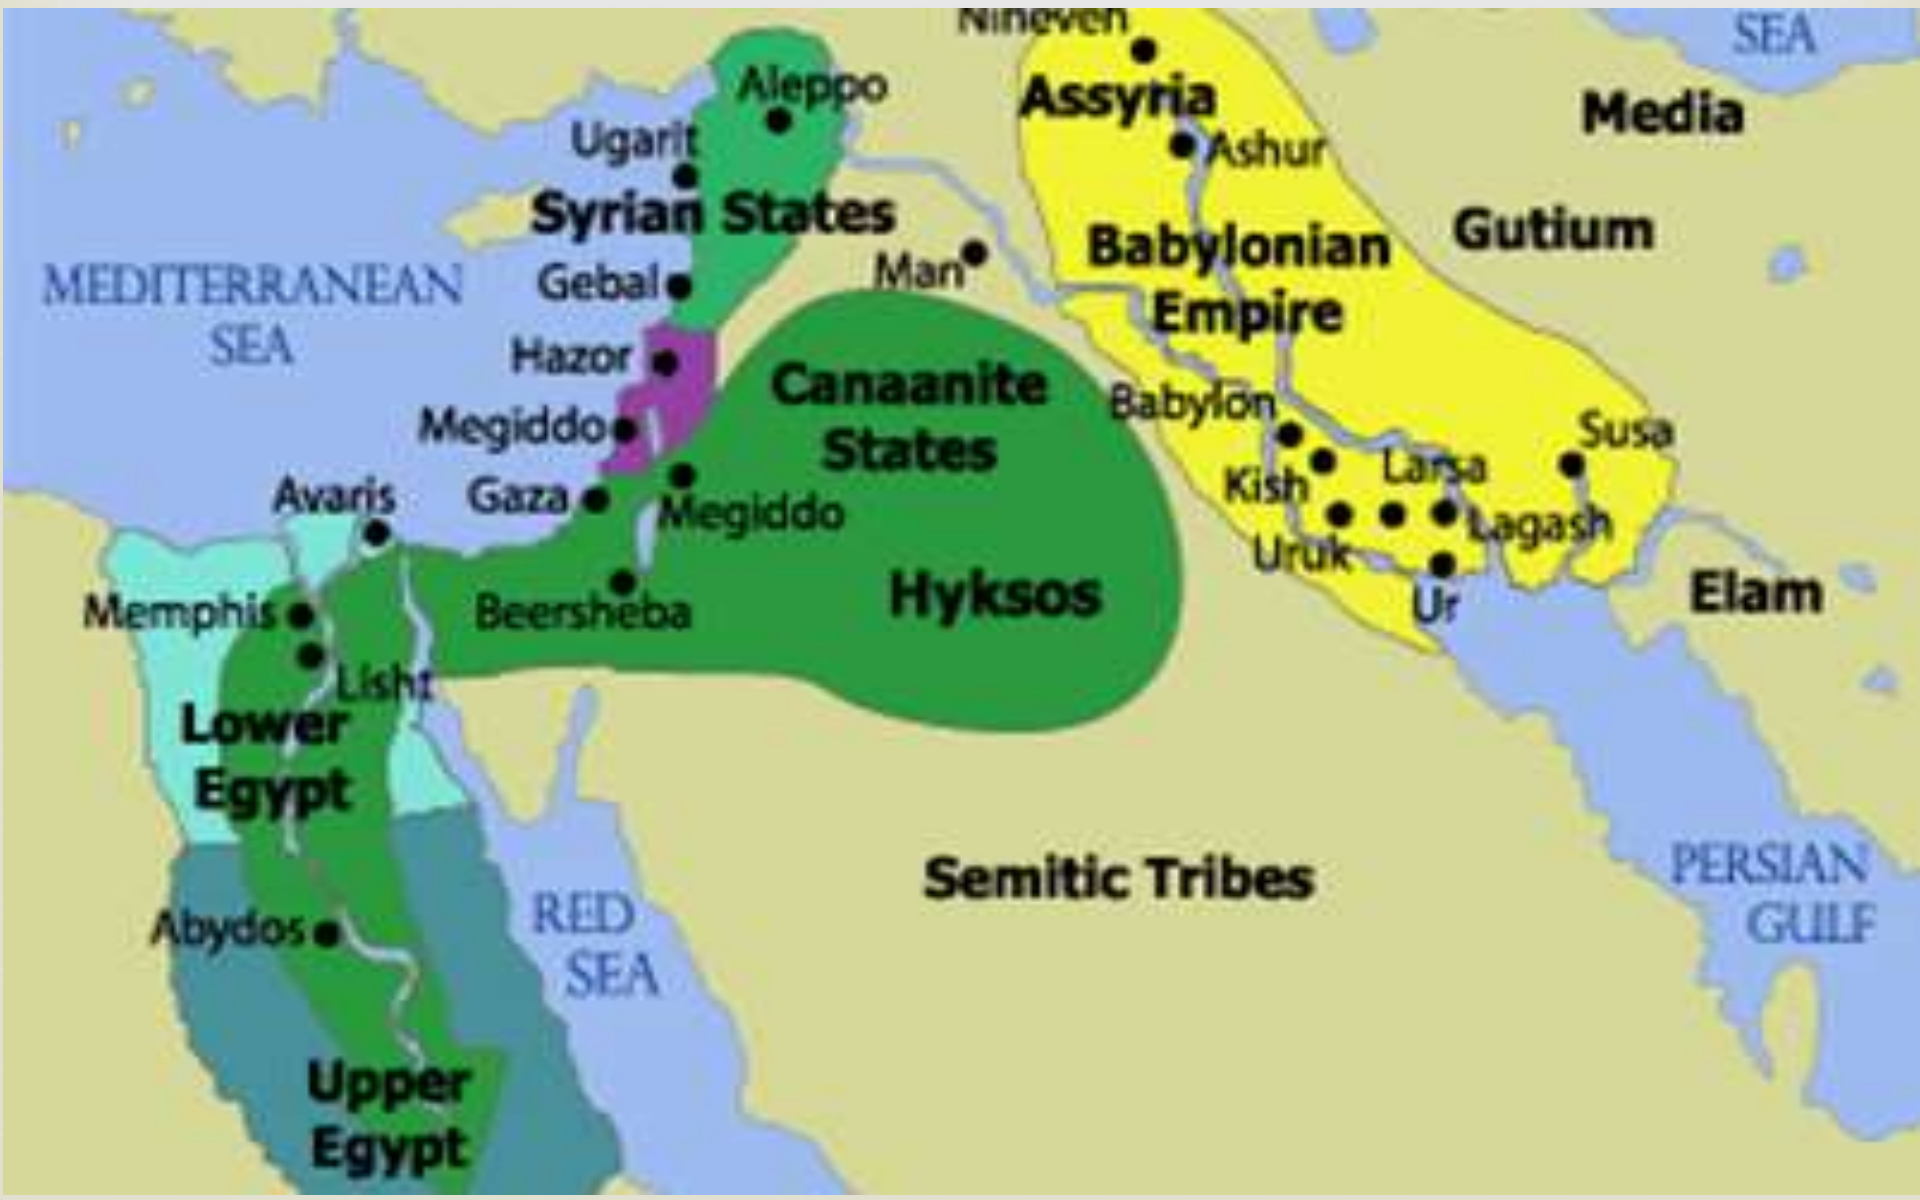 Nineveh
SEA
Aleppo
Assyria
Media
Ugarit
Ashur
Syrian States
Gutium
Babylonian
Empire
Man
MEDITERRANEAN
SEA
Gebal
Hazor
Canaanite
States
Babylon
Megiddo
Susa
Larsa
Kish
Avaris
Gaza
Megiddo
Lagash
Uruk
Memphis
Beersheba
Hyksos
Ur
Elam
Lisht
Lower
Egypt
Semitic Tribes
PERSIAN
GULF
RED
SEA
Abydos
Upper
Egypt